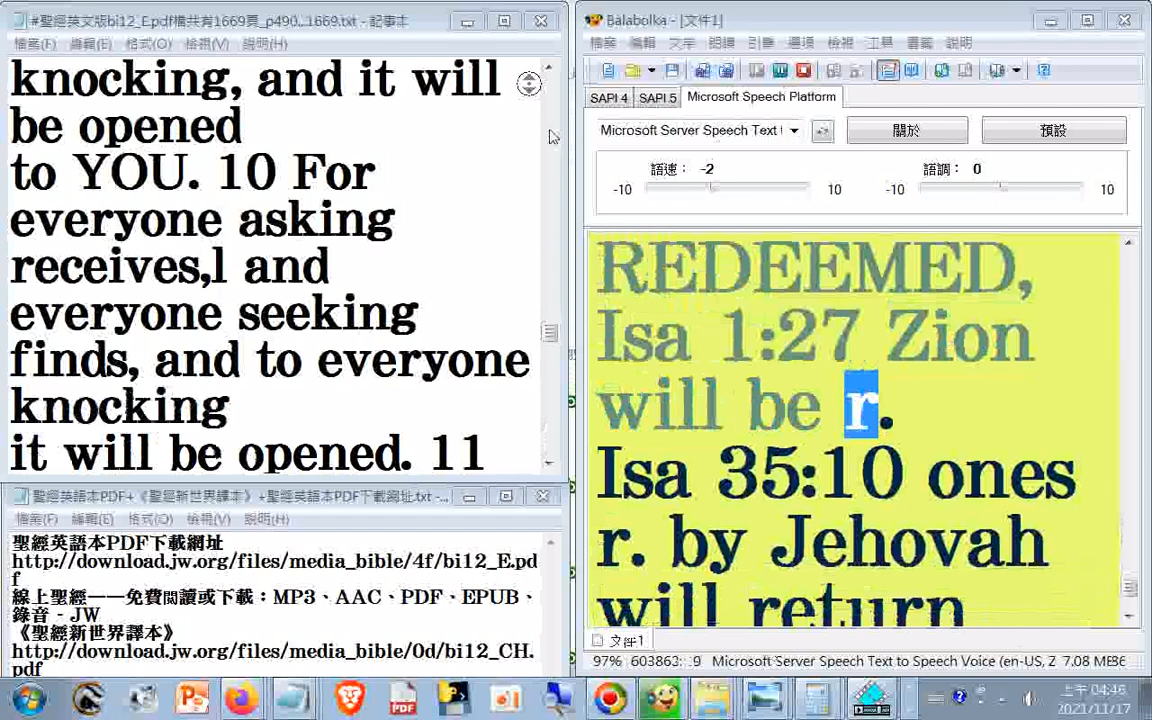 #聖經英文版bi12_E.pdf檔共有1669頁_p490...1669.txt - 記事本
檔案(F) 編輯(E) 格式(O) 檢視(V) 說明(H)
knocking, and it will
be opened
to YOU. 10 For
everyone asking
receives,l and
everyone seeking
finds, and to everyone
knocking
it will be opened. 11
聖經英語本PDF+《聖經新世界譯本》+聖經英語本PDF下載網址.txt -...
檔案(F) 編輯(E) 格式(O) 檢視(V) 說明(H)
聖經英語本PDF下載網址
http://download.jw.org/files/media_bible/4f/bi12_E.pd
f
線上聖經——免費閱讀或下載：MP3、AAC、PDF、EPUB、
錄音 - JW
《聖經新世界譯本》
http://download.jw.org/files/media_bible/0d/bi12_CH.
pdf
Balabolka - [文件1]
檔案 編輯 文字 朗讀 引擎 選項 檢視 工具 書籤 說明
SAPI 4 SAPI 5 Microsoft Speech Platform
Microsoft Server Speech Text 關於 預設
語速： -2 語調： 0
-10 10 -10 10
REDEEMED,
Isa 1:27 Zion
will be r.
Isa 35:10 ones
r. by Jehovah
will return
文件1
97% 603863: Microsoft Server Speech Text to Speech Voice (en-US, Z 7.08 MB
上午 04:46
2021/11/17